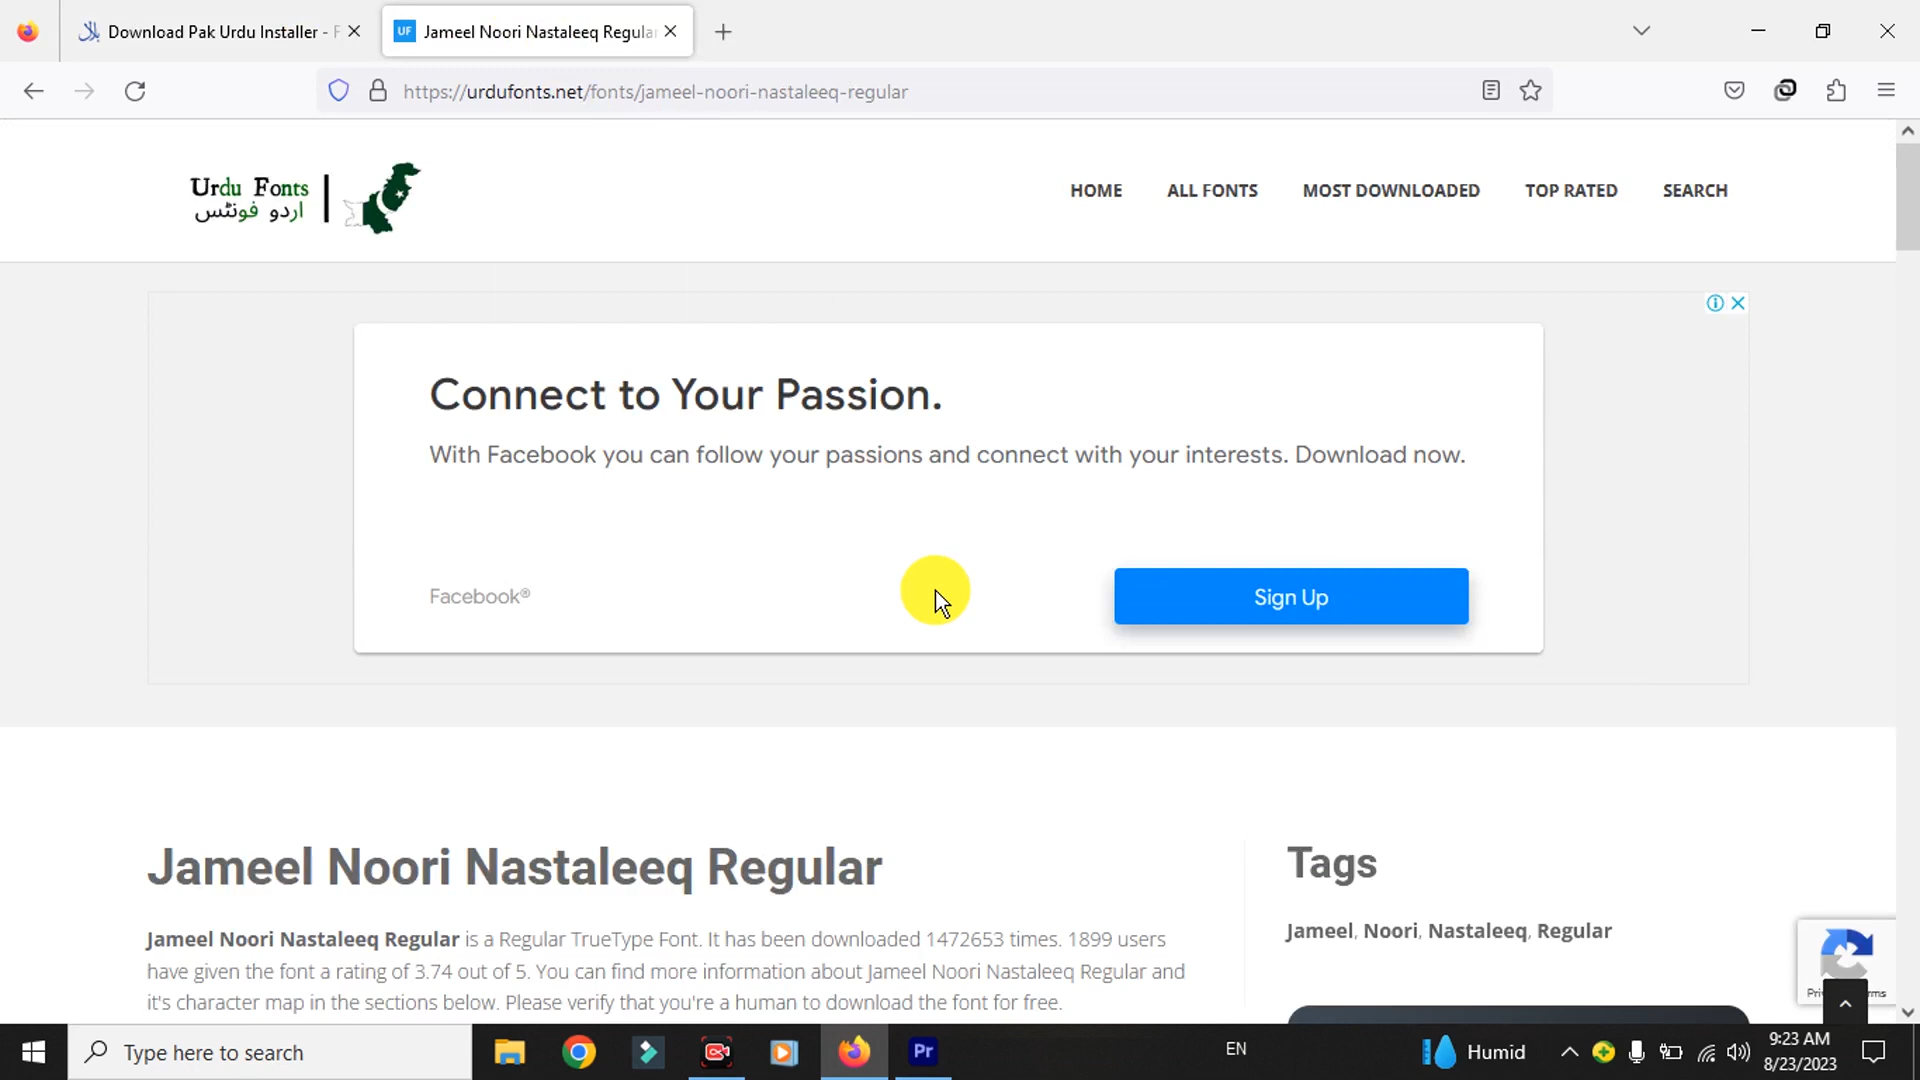 Download Pak Urdu Installer - F
UF Jameel Noori Nastaleeq Regular
https://urdufonts.net/fonts/jameel-noori-nastaleeq-regular
Urdu Fonts
اردو فونٹس
HOME ALL FONTS MOST DOWNLOADED TOP RATED SEARCH
Connect to Your Passion.
With Facebook you can follow your passions and connect with your interests. Download now.
Facebook®
Sign Up
Jameel Noori Nastaleeq Regular
Jameel Noori Nastaleeq Regular is a Regular TrueType Font. It has been downloaded 1472653 times. 1899 users
have given the font a rating of 3.74 out of 5. You can find more information about Jameel Noori Nastaleeq Regular and
it's character map in the sections below. Please verify that you're a human to download the font for free.
Tags
Jameel, Noori, Nastaleeq, Regular
Type here to search
Pr
EN
Humid
9:23 AM
8/23/2023